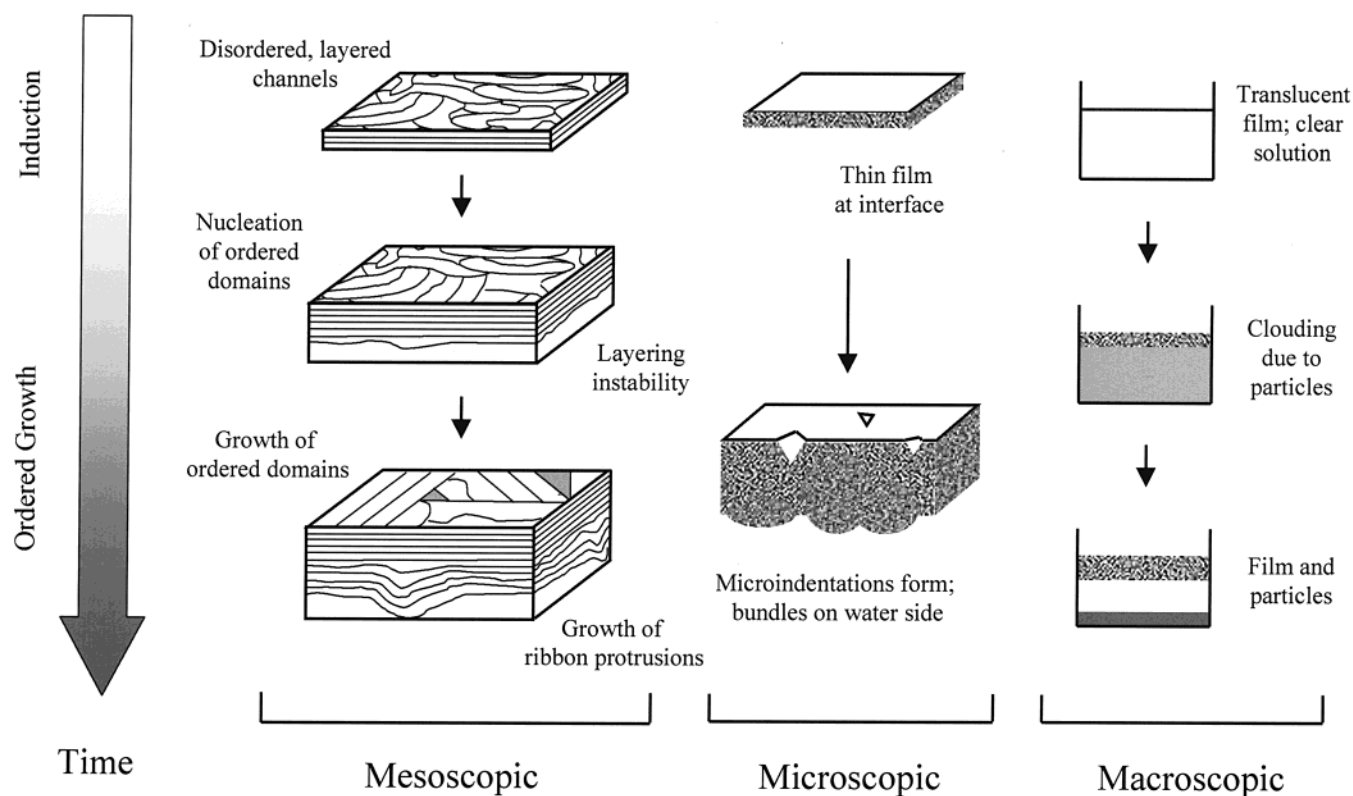 Induction
Ordered Growth
Time
Disordered, layered
channels
Nucleation
of ordered
domains
Layering
instability
Growth of
ordered domains
Growth of
ribbon protrusions
Mesoscopic
Thin film
at interface
Microindentations form;
bundles on water side
Microscopic
Translucent
film; clear
solution
Clouding
due to
particles
Film and
particles
Macroscopic